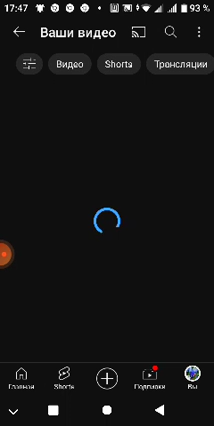 17:47
93 %
Ваши видео
Видео
Shorts
Трансляции
Главная
Shorts
Подписки
Вы